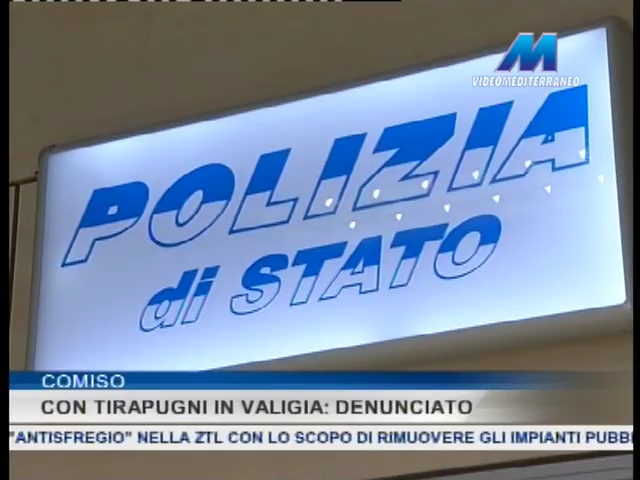 M
VIDEOMEDITERRANEO
POLIZIA
di STATO
COMISO
CON TIRAPUGNI IN VALIGIA: DENUNCIATO
"ANTISFREGIO" NELLA ZTL CON LO SCOPO DI RIMUOVERE GLI IMPIANTI PUBB